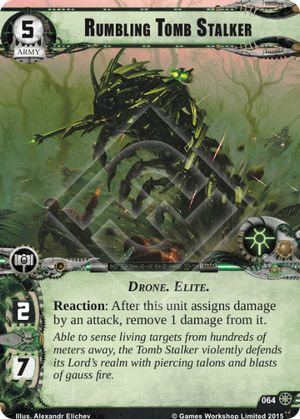 5
ARMY
RUMBLING TOMB STALKER
DRONE. ELITE.
2
7
Reaction: After this unit assigns damage
by an attack, remove 1 damage from it.
Able to sense living targets from hundreds of
meters away, the Tomb Stalker violently defends
its Lord's realm with piercing talons and blasts
of gauss fire.
064
Illus. Alexandr Elichev
© Games Workshop Limited 2015